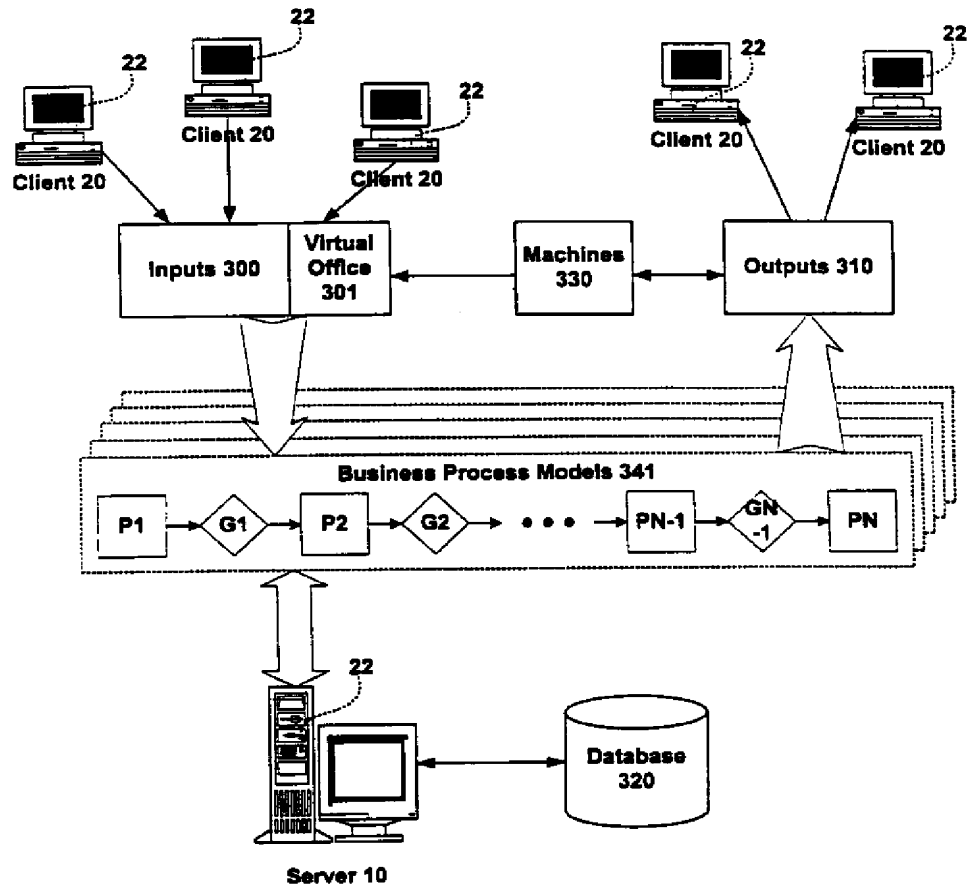 22
22
22
22
22
Client 20
Client 20
Client 20
Client 20
Client 20
Inputs 300
Virtual
Office
301
Machines
330
Outputs 310
Business Process Models 341
P1
G1
P2
G2
• • •
PN-1
GN
-1
PN
22
Database
320
Server 10